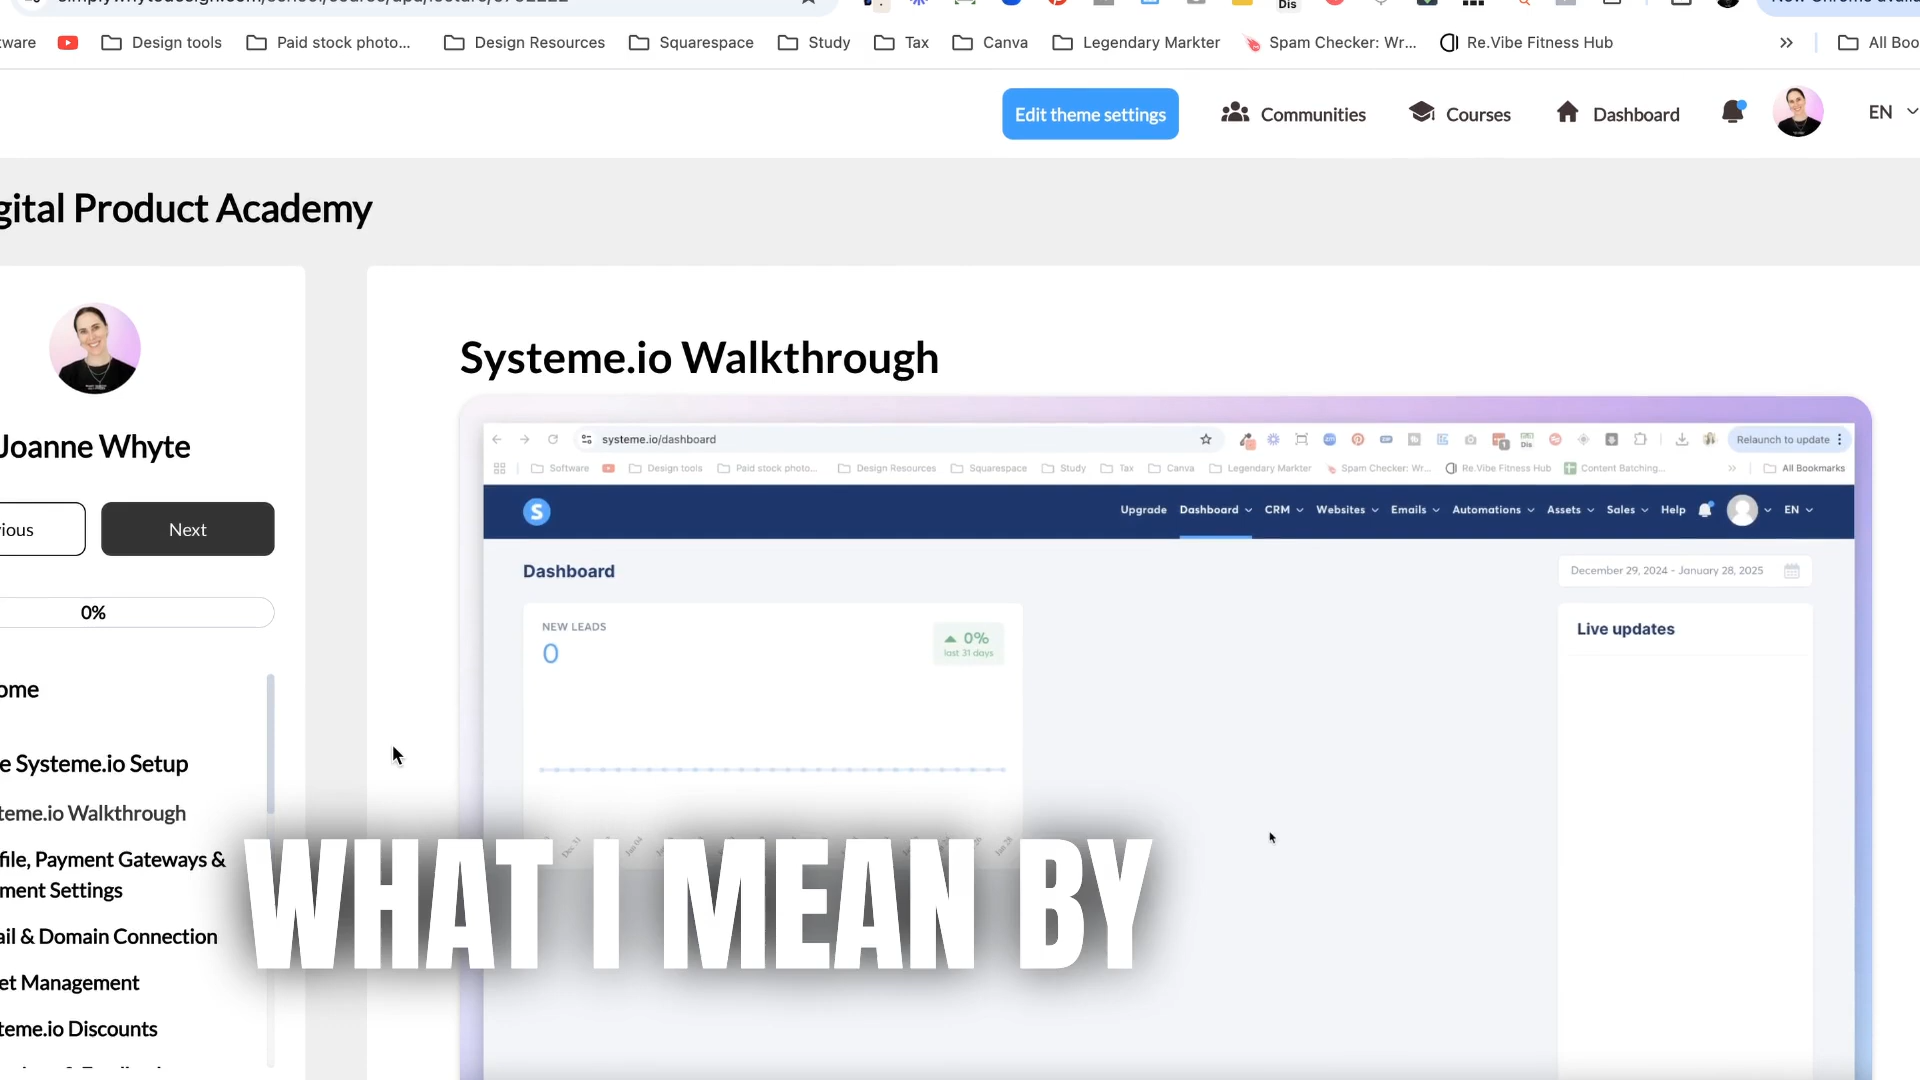 Dis
ware
Design tools
Paid stock photo...
Design Resources
Squarespace
Study
Tax
Canva
Legendary Markter
Spam Checker: Wr...
Re.Vibe Fitness Hub
All Boo
Edit theme settings
Communities
Courses
Dashboard
EN
gital Product Academy
Joanne Whyte
ious
Next
0%
ome
e Systeme.io Setup
teme.io Walkthrough
file, Payment Gateways &
ment Settings
ail & Domain Connection
et Management
teme.io Discounts
Systeme.io Walkthrough
systeme.io/dashboard
Dis
Relaunch to update
Software
Design tools
Paid stock photo...
Design Resources
Squarespace
Study
Tax
Canva
Legendary Markter
Spam Checker: Wr...
Re.Vibe Fitness Hub
Content Batching...
All Bookmarks
S
Upgrade
Dashboard
CRM
Websites
Emails
Automations
Assets
Sales
Help
EN
Dashboard
December 29, 2024 - January 28, 2025
NEW LEADS
0
0%
last 31 days
Live updates
WHAT I MEAN BY